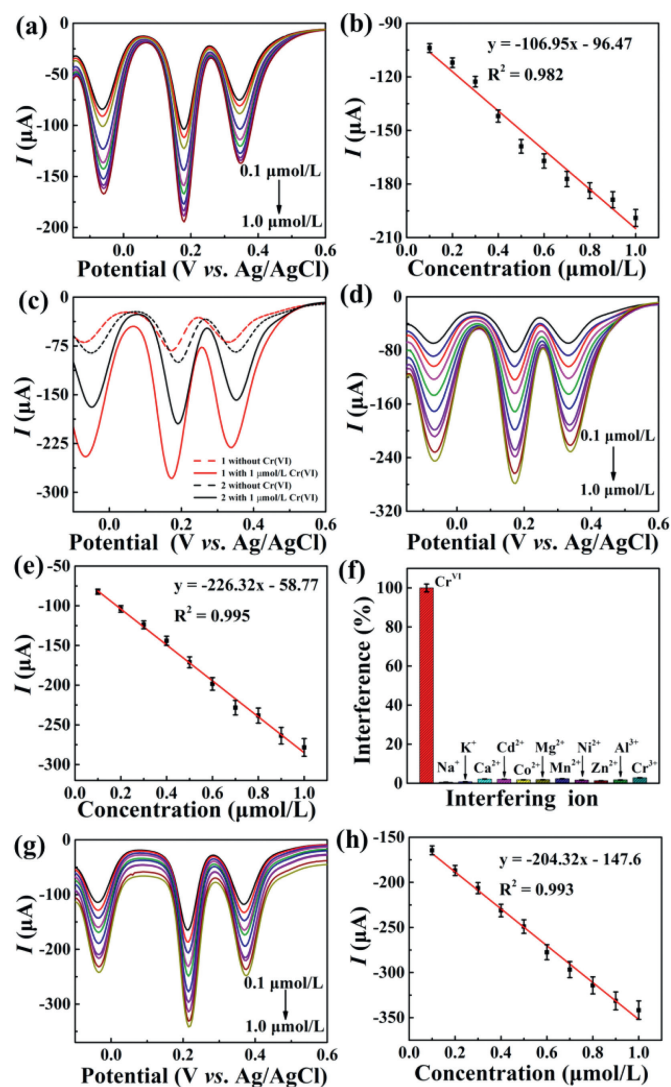 (a)
0
-50
-100
-150
-200
I (μA)
0.1 μmol/L
1.0 μmol/L
0.0 0.2 0.4 0.6
Potential (V vs. Ag/AgCl)
(b)
-90
-120
-150
-180
-210
I (μA)
y = -106.95x - 96.47
R² = 0.982
0.0 0.2 0.4 0.6 0.8 1.0
Concentration (μmol/L)
(c)
0
-75
-150
-225
-300
I (μA)
1 without Cr(VI)
1 with 1 μmol/L Cr(VI)
2 without Cr(VI)
2 with 1 μmol/L Cr(VI)
0.0 0.2 0.4 0.6
Potential (V vs. Ag/AgCl)
(d)
0
-80
-160
-240
-320
I (μA)
0.1 μmol/L
1.0 μmol/L
0.0 0.2 0.4 0.6
Potential (V vs. Ag/AgCl)
(e)
-50
-100
-150
-200
-250
-300
I (μA)
y = -226.32x - 58.77
R² = 0.995
0.0 0.2 0.4 0.6 0.8 1.0
Concentration (μmol/L)
(f)
100
80
60
40
20
0
Interference (%)
Crⱽᴵ
K⁺ Cd²⁺ Mg²⁺ Ni²⁺ Al³⁺
Na⁺ Ca²⁺ Co²⁺ Mn²⁺ Zn²⁺ Cr³⁺
Interfering ion
(g)
0
-100
-200
-300
I (μA)
0.1 μmol/L
1.0 μmol/L
0.0 0.2 0.4 0.6
Potential (V vs. Ag/AgCl)
(h)
-150
-200
-250
-300
-350
I (μA)
y = -204.32x - 147.6
R² = 0.993
0.0 0.2 0.4 0.6 0.8 1.0
Concentration (μmol/L)